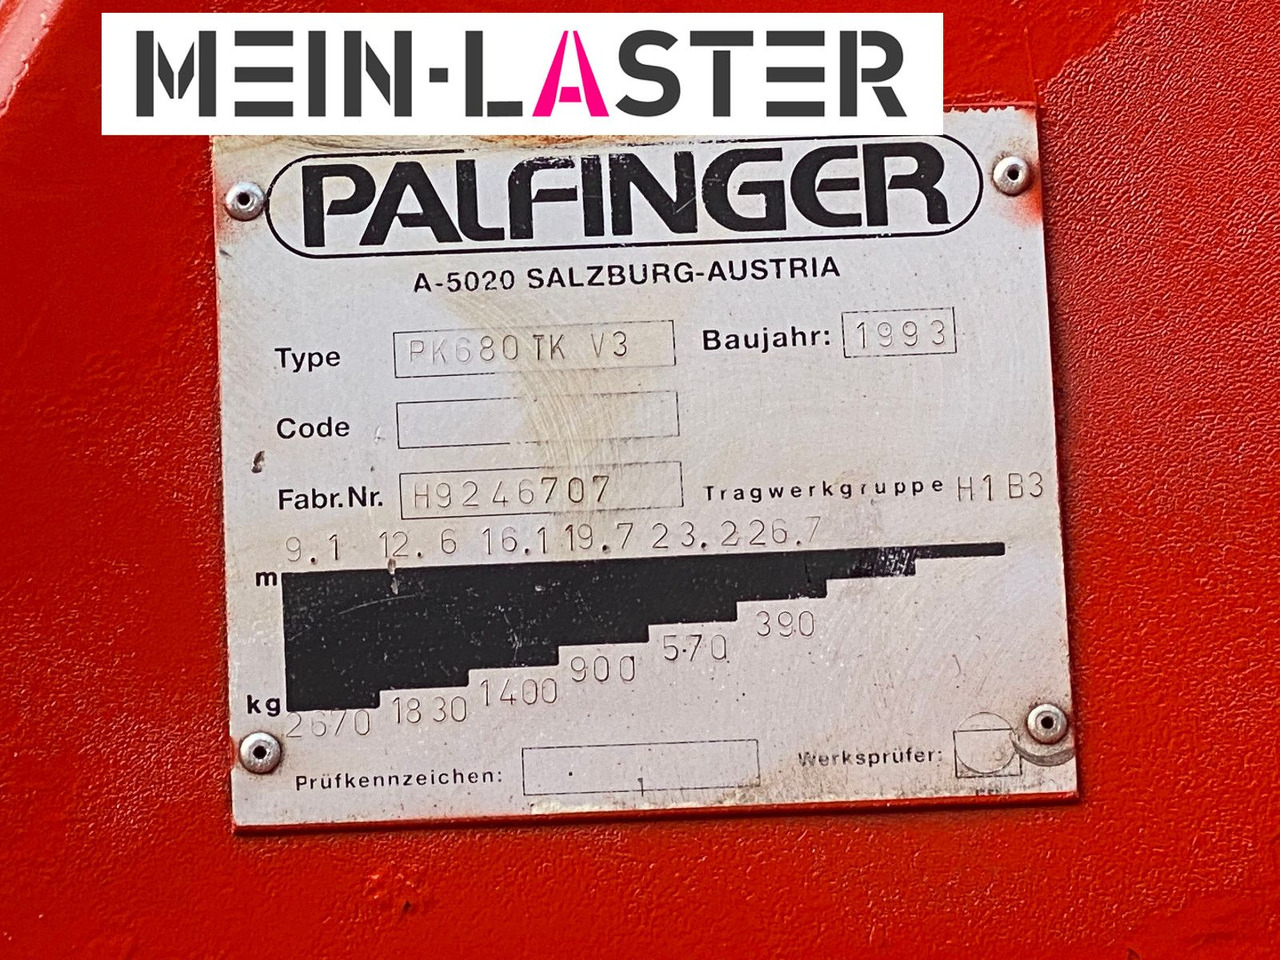 MEIN-LASTER
PALFINGER
A-5020 SALZBURG-AUSTRIA
Type PK680TK V3 Baujahr: 1993
Code
Fabr.Nr. H9246707 Tragwerkgruppe H1 B3
9.1 12.6 16.1 19.7 23.2 26.7
m
390
570
900
1400
kg
2670 1830
Prüfkennzeichen: Werksprüfer: